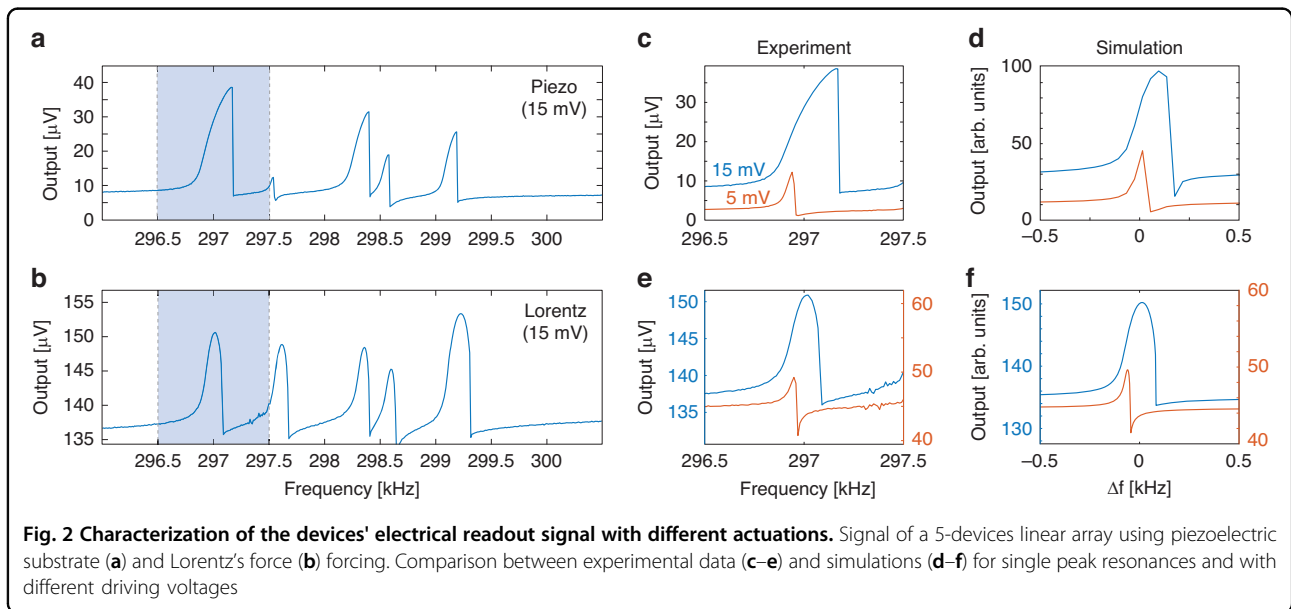 a
Output [μV]
40
30
20
10
0
Piezo
(15 mV)
296.5 297 297.5 298 298.5 299 299.5 300
b
Output [μV]
155
150
145
140
135
Lorentz
(15 mV)
296.5 297 297.5 298 298.5 299 299.5 300
Frequency [kHz]
c
Experiment
Output [μV]
30
20
10
0
15 mV
5 mV
296.5 297 297.5
d
Simulation
Output [arb. units]
100
50
0
–0.5 0 0.5
e
Output [μV]
150
145
140
135
60
50
40
296.5 297 297.5
Frequency [kHz]
f
Output [arb. units]
150
140
130
60
50
40
–0.5 0 0.5
Δf [kHz]
Fig. 2 Characterization of the devices' electrical readout signal with different actuations. Signal of a 5-devices linear array using piezoelectric
substrate (a) and Lorentz's force (b) forcing. Comparison between experimental data (c–e) and simulations (d–f) for single peak resonances and with
different driving voltages